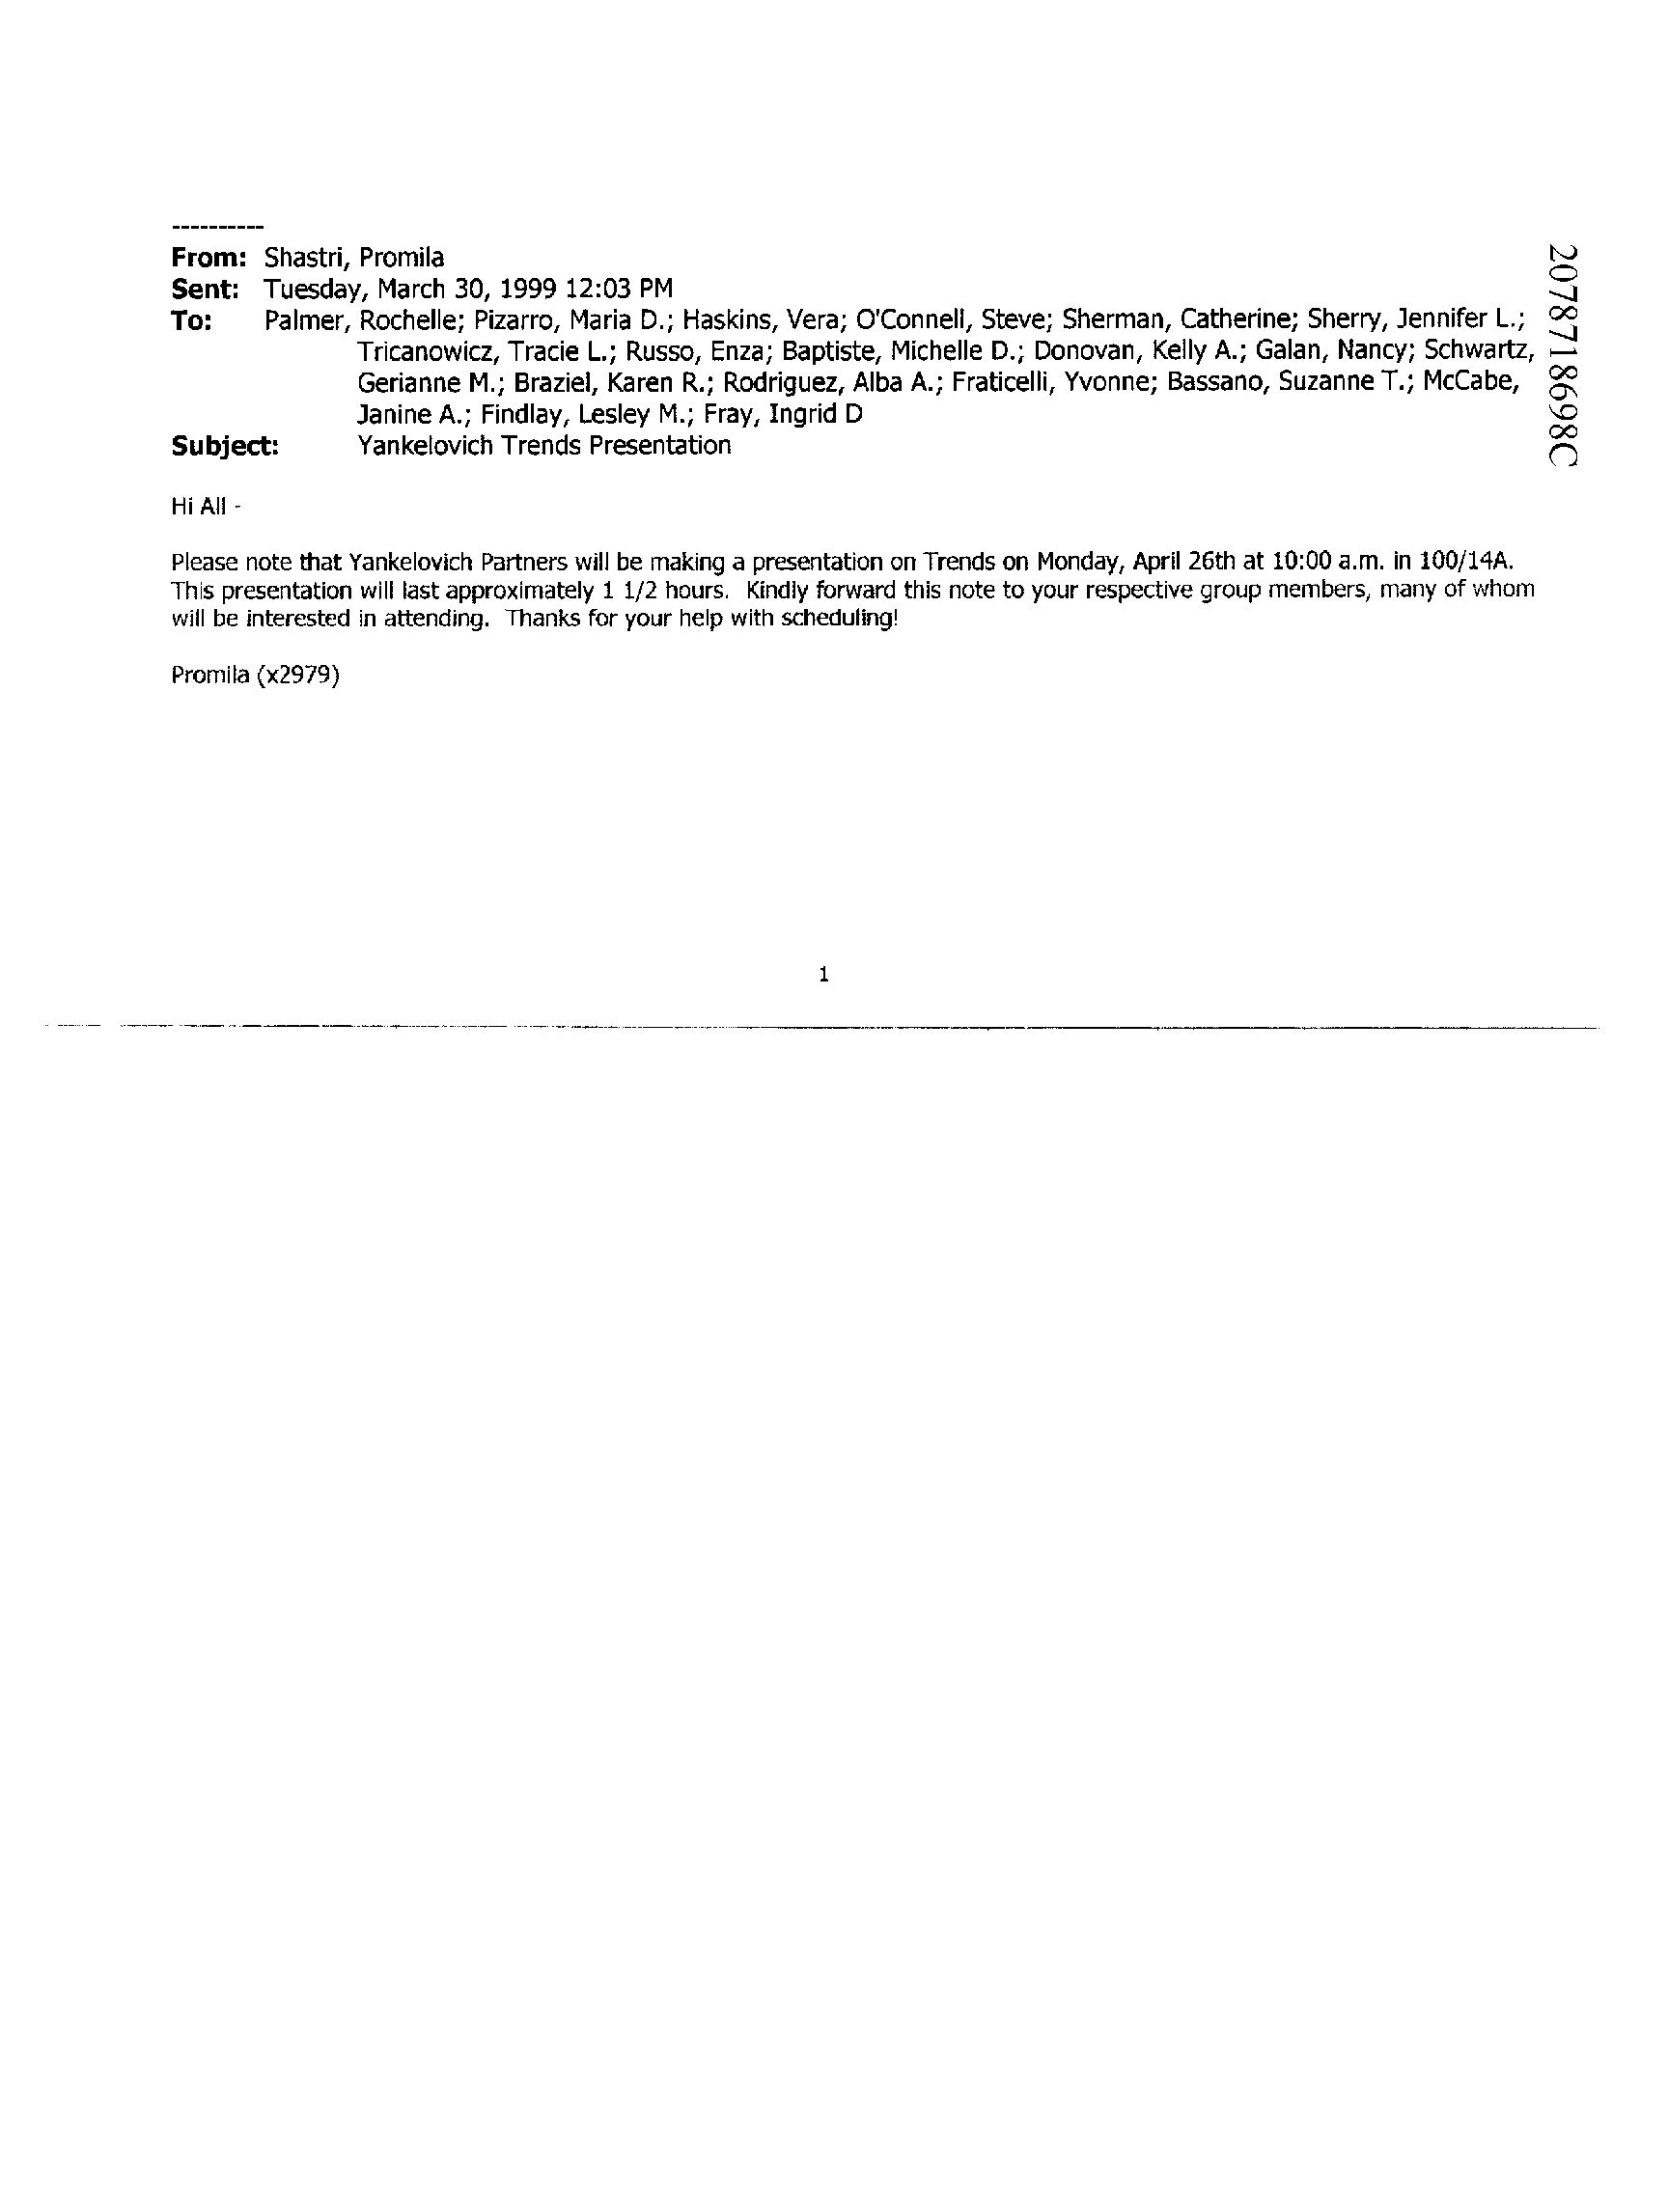 ----------
From: Shastri, Promila
Sent: Tuesday, March 30, 1999 12:03 PM
To: Palmer, Rochelle; Pizarro, Maria D.; Haskins, Vera; O'Connell, Steve; Sherman, Catherine; Sherry, Jennifer L.;
Tricanowicz, Tracie L.; Russo, Enza; Baptiste, Michelle D.; Donovan, Kelly A.; Galan, Nancy; Schwartz,
Gerianne M.; Braziel, Karen R.; Rodriguez, Alba A.; Fraticelli, Yvonne; Bassano, Suzanne T.; McCabe,
Janine A.; Findlay, Lesley M.; Fray, Ingrid D
Subject: Yankelovich Trends Presentation
Hi All -
Please note that Yankelovich Partners will be making a presentation on Trends on Monday, April 26th at 10:00 a.m. in 100/14A.
This presentation will last approximately 1 1/2 hours. Kindly forward this note to your respective group members, many of whom
will be interested in attending. Thanks for your help with scheduling!
Promila (x2979)
1
2078718698C